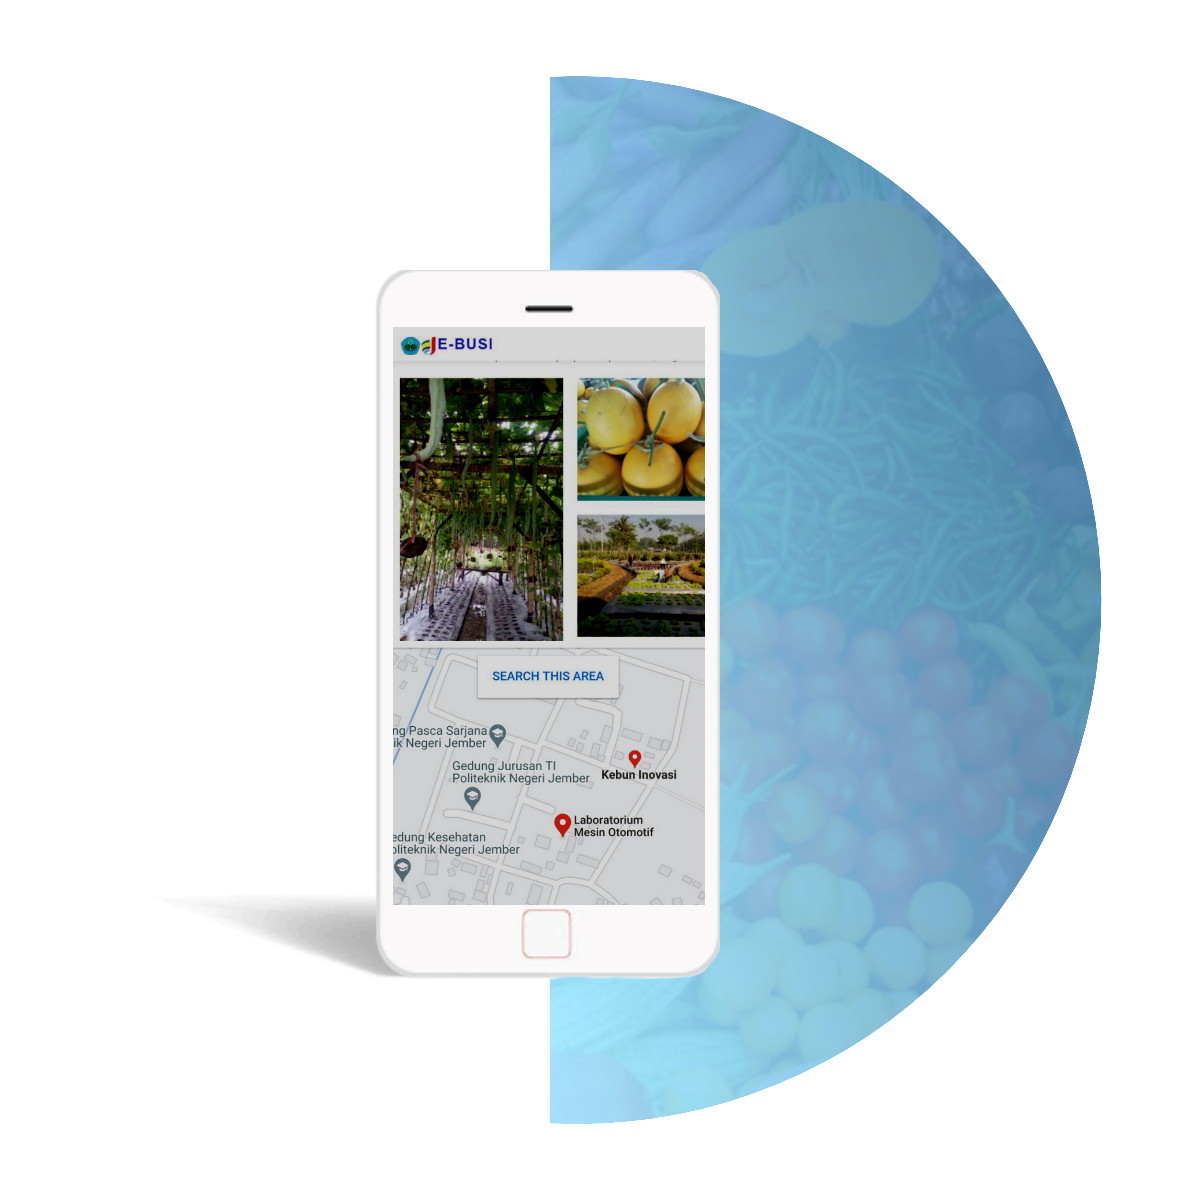 E-BUSI
SEARCH THIS AREA
ng Pasca Sarjana
ik Negeri Jember
Gedung Jurusan TI
Politeknik Negeri Jember
Kebun Inovasi
Laboratorium
Mesin Otomotif
edung Kesehatan
oliteknik Negeri Jember